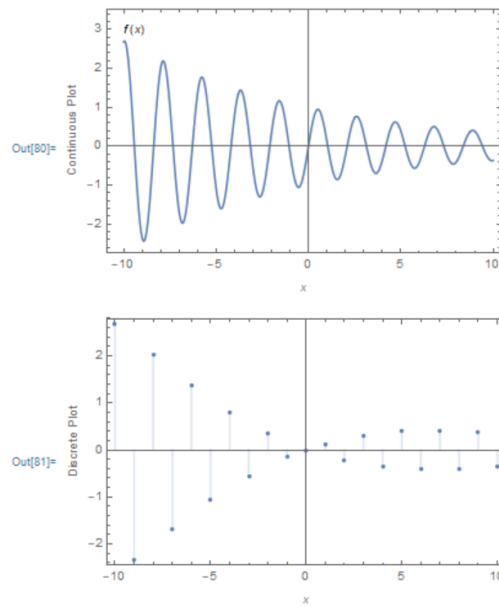 f(x)
3
2
1
0
−1
−2
Continuous Plot
Out[80]=
−10 −5 0 5 10
x
2
1
0
−1
−2
Discrete Plot
Out[81]=
−10 −5 0 5 10
x